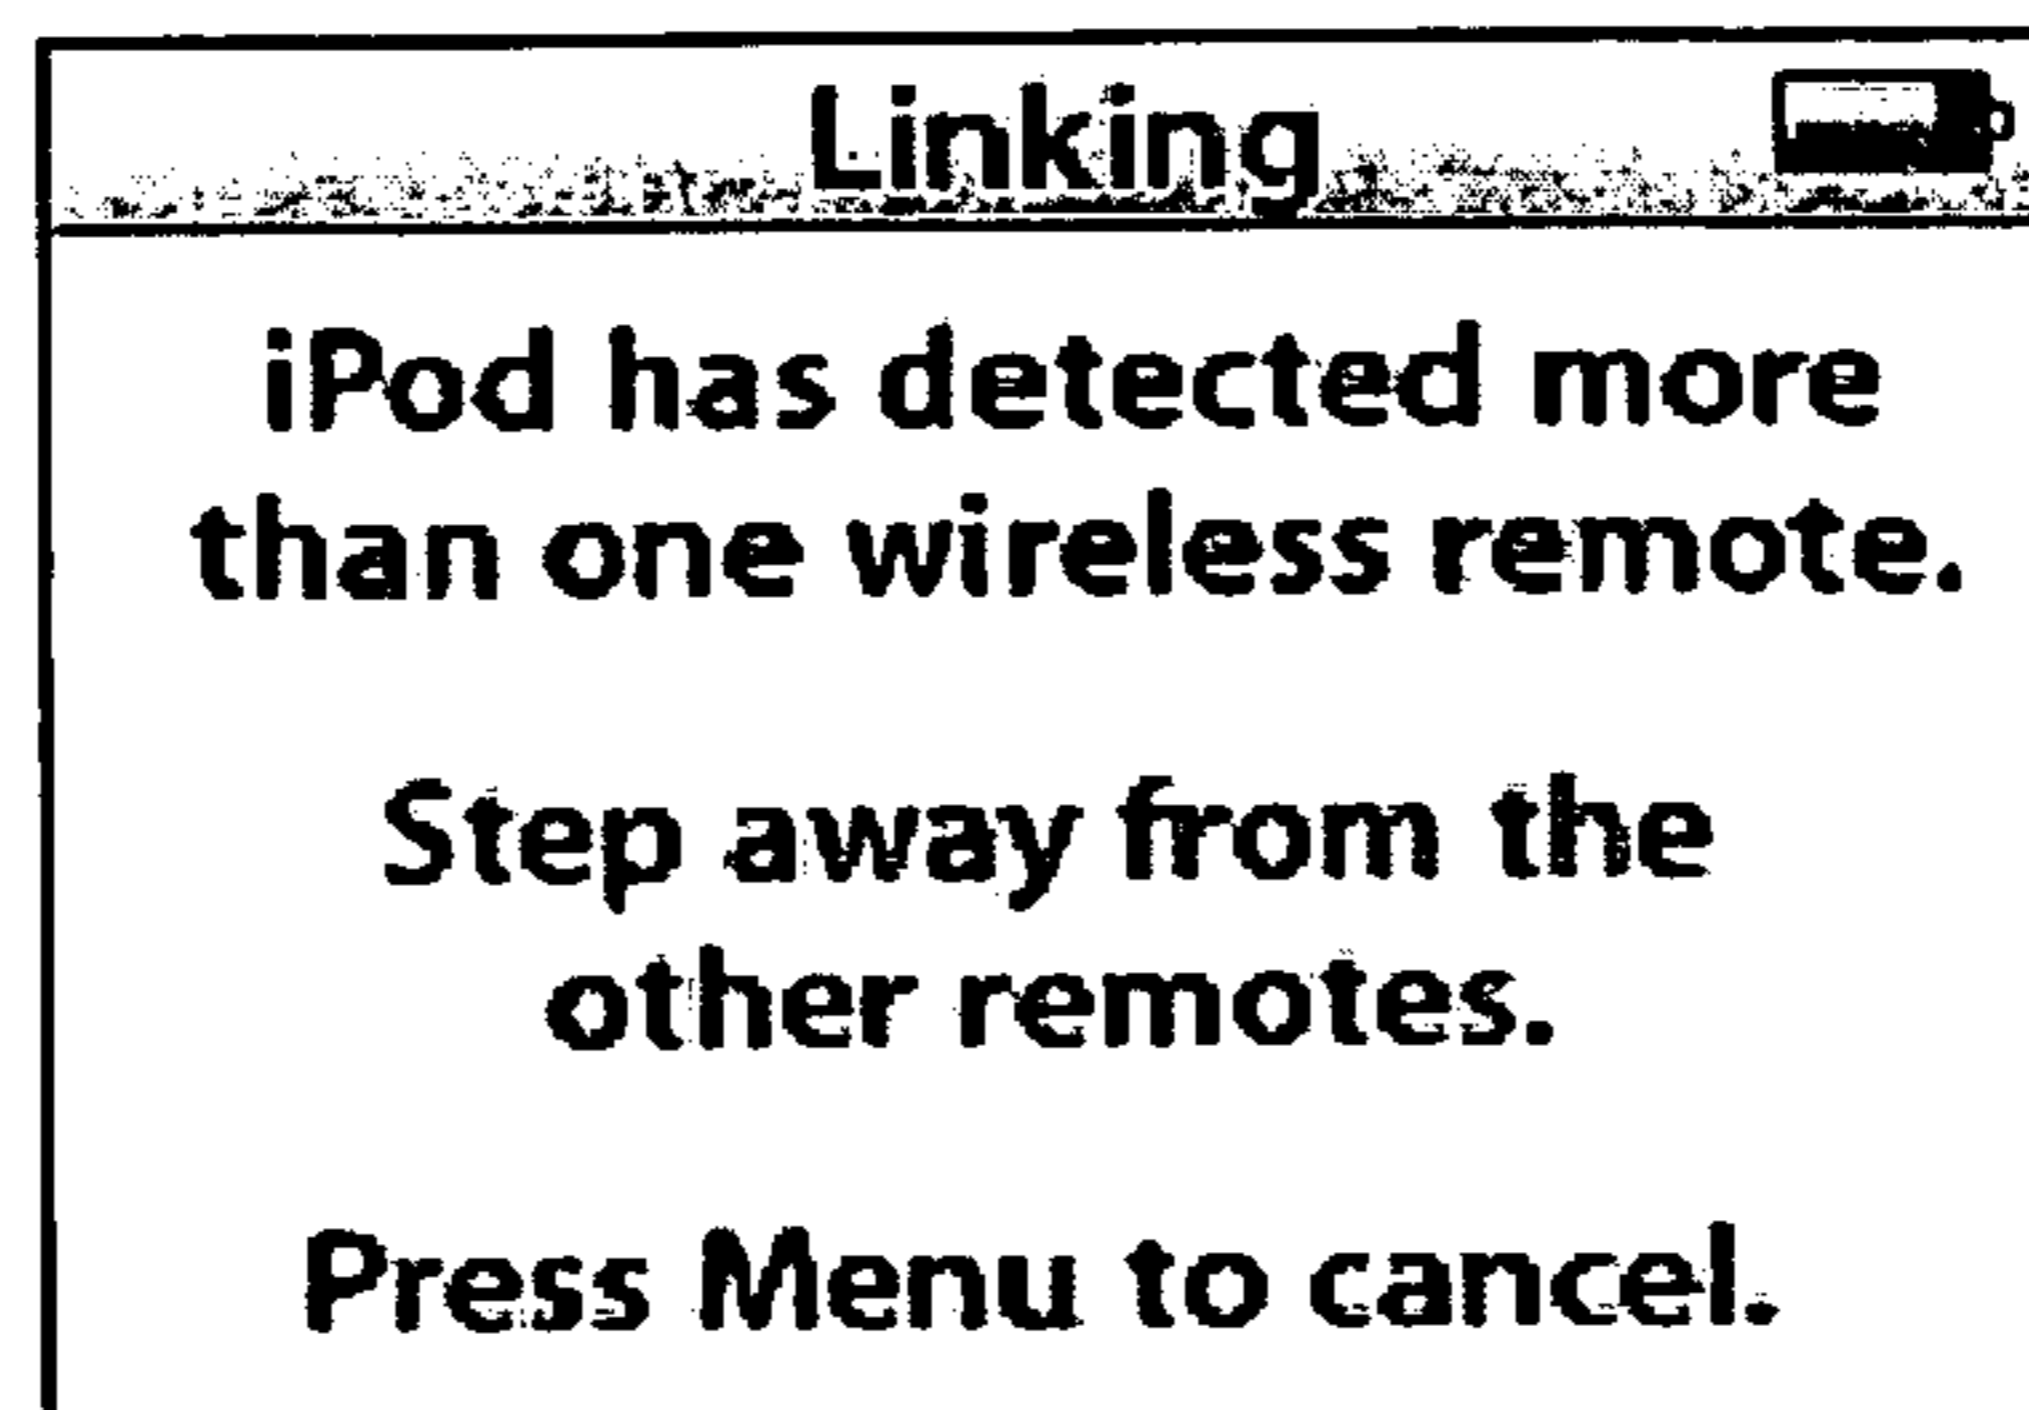 Linking
iPod has detected more
than one wireless remote.
Step away from the
other remotes.
Press Menu to cancel.